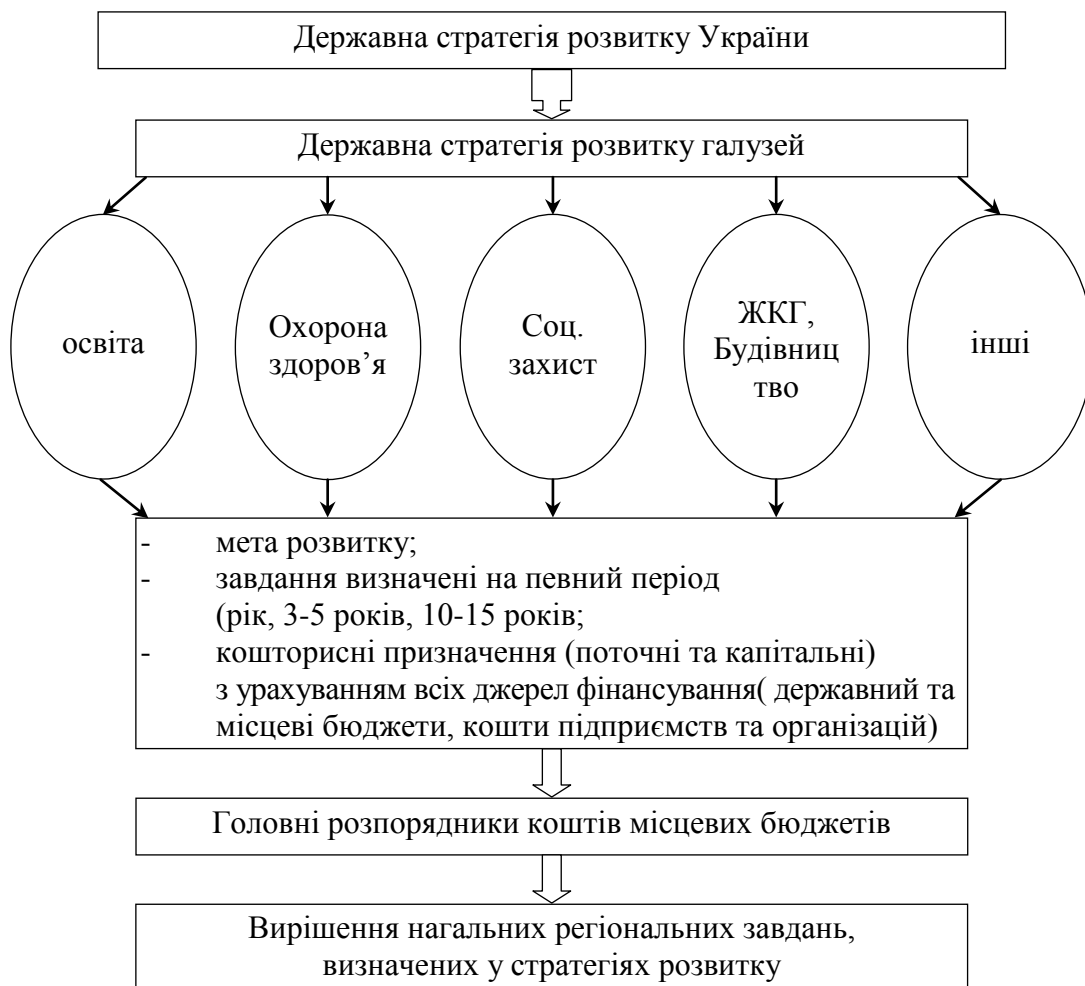 Державна стратегія розвитку України
Державна стратегія розвитку галузей
освіта
Охорона
здоров’я
Соц.
захист
ЖКГ,
Будівниц
тво
інші
- мета розвитку;
- завдання визначені на певний період
(рік, 3-5 років, 10-15 років;
- кошторисні призначення (поточні та капітальні)
з урахуванням всіх джерел фінансування( державний та
місцеві бюджети, кошти підприємств та організацій)
Головні розпорядники коштів місцевих бюджетів
Вирішення нагальних регіональних завдань,
визначених у стратегіях розвитку